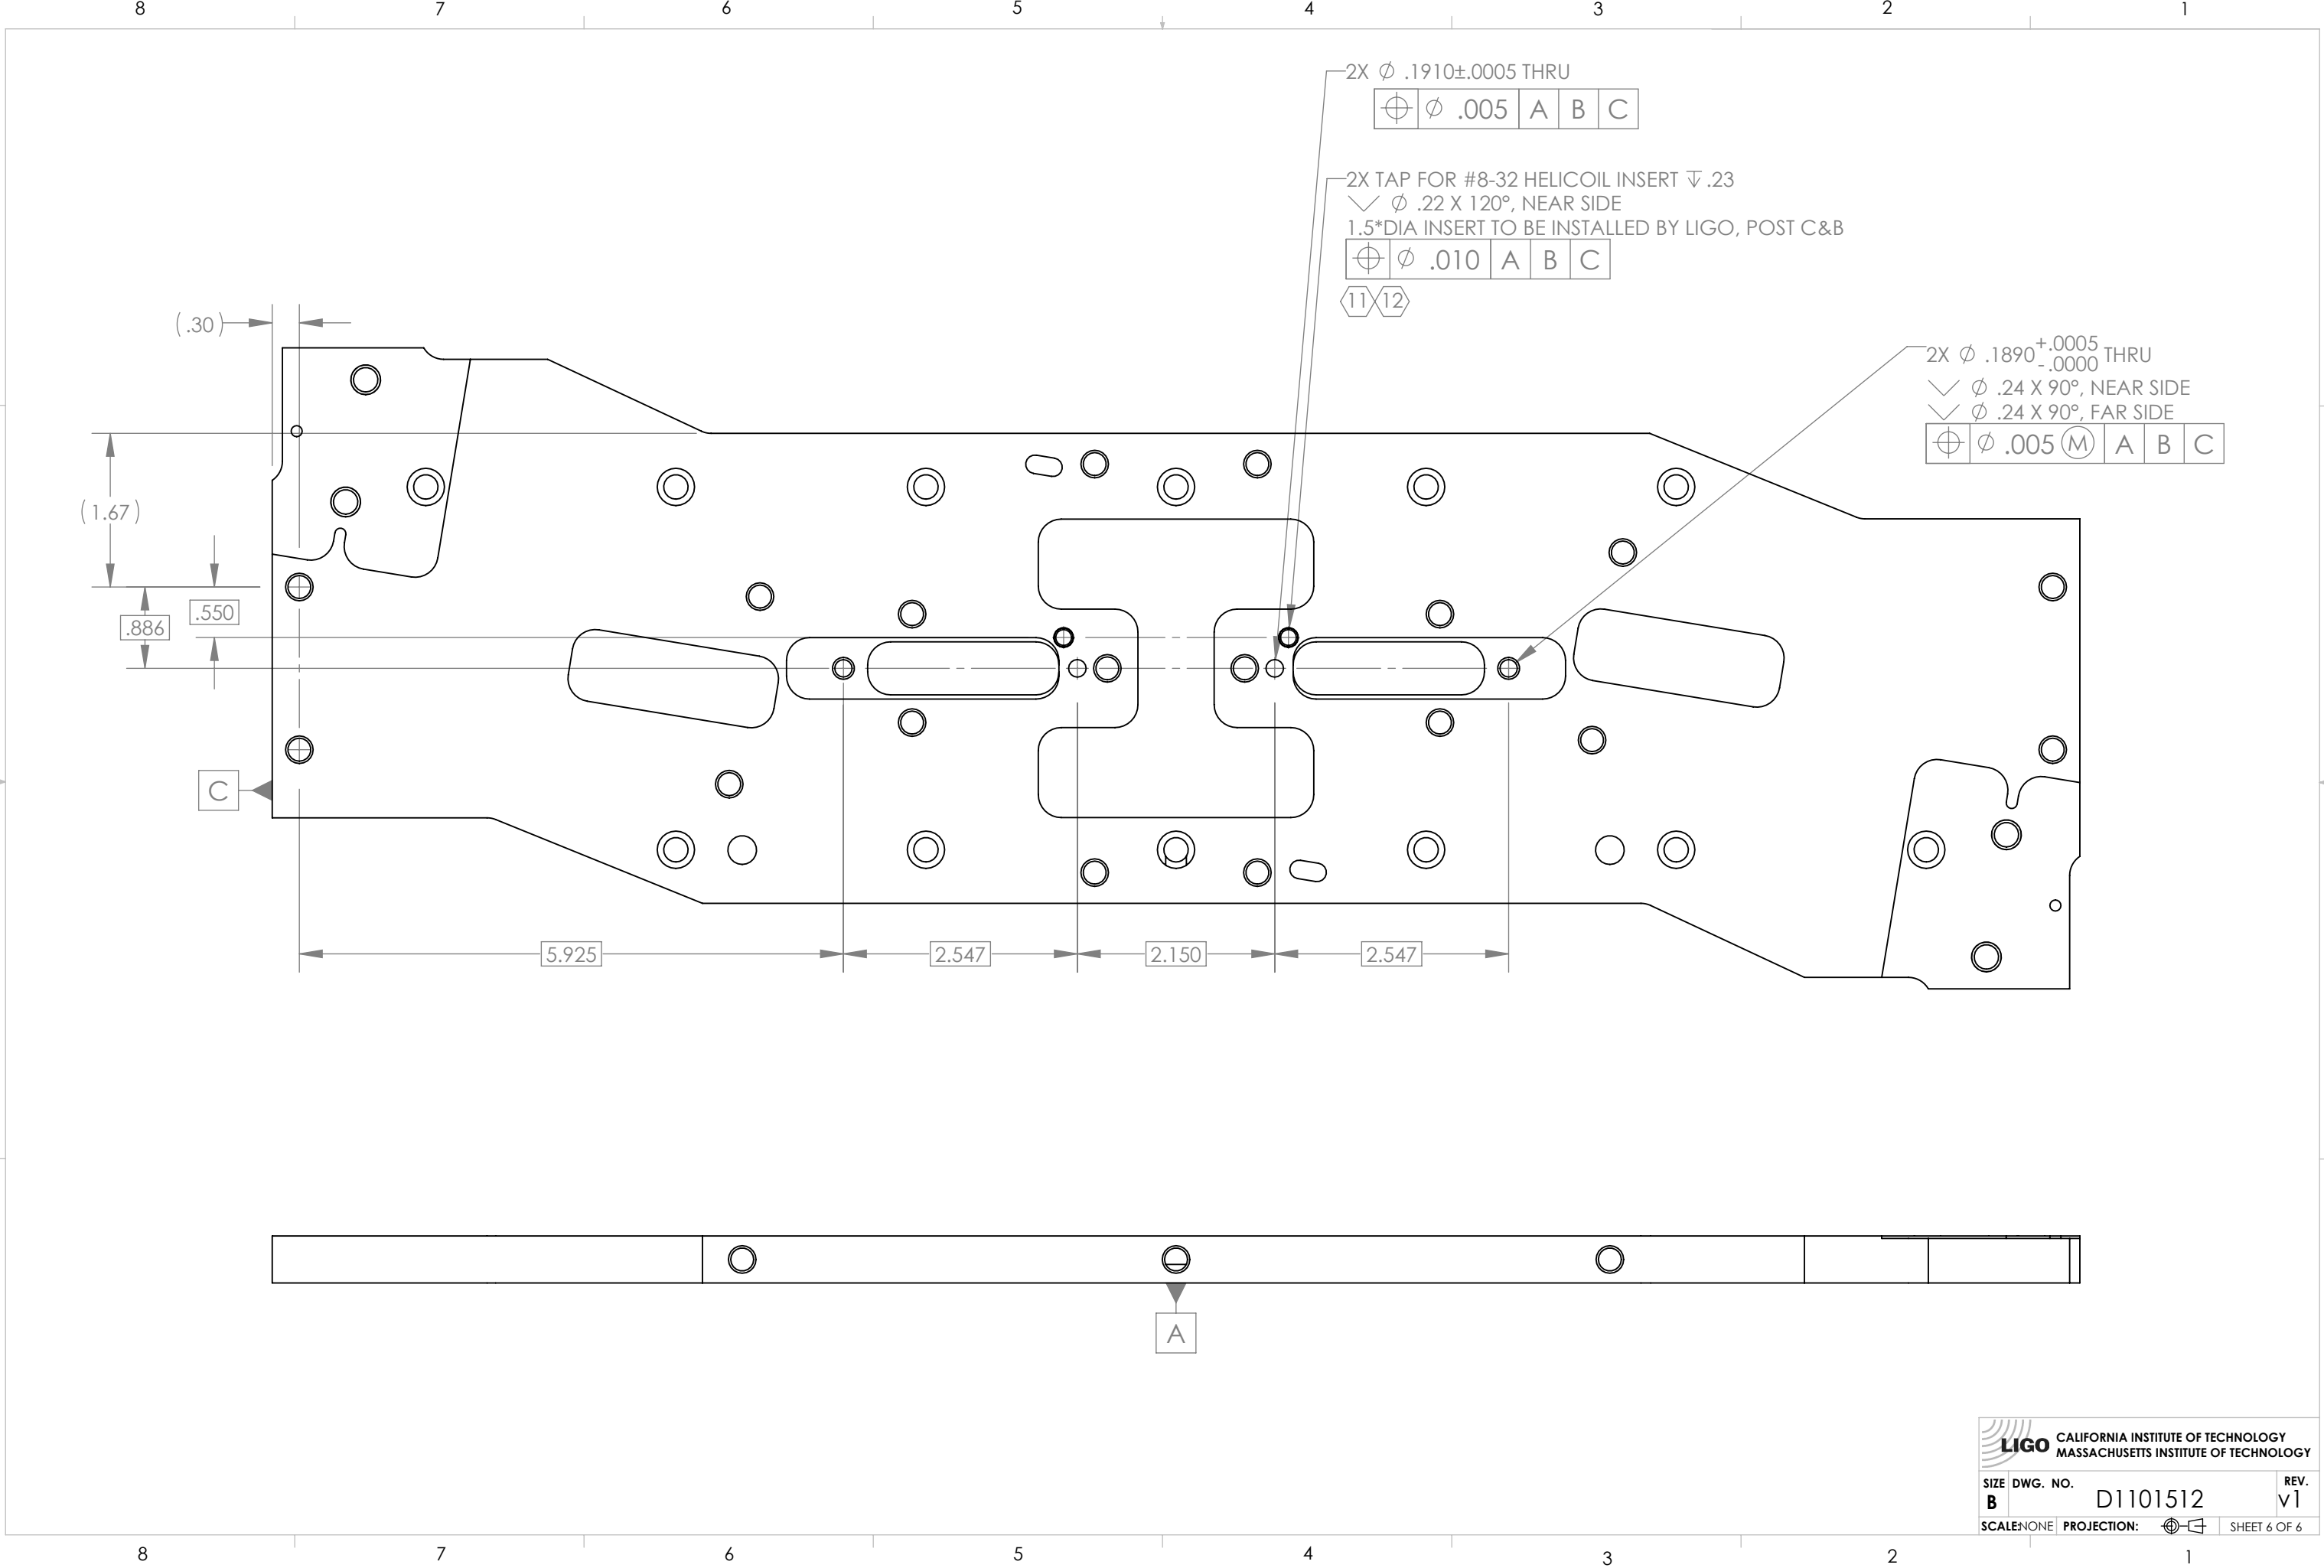 8 7 6 5 4 3 2 1
2X ⌀ .1910±.0005 THRU
⌖ ⌀ .005 A B C
2X TAP FOR #8-32 HELICOIL INSERT ↧ .23
⌵ ⌀ .22 X 120°, NEAR SIDE
1.5*DIA INSERT TO BE INSTALLED BY LIGO, POST C&B
⌖ ⌀ .010 A B C
11 12
(.30)
2X ⌀ .1890 +.0005 -.0000 THRU
⌵ ⌀ .24 X 90°, NEAR SIDE
⌵ ⌀ .24 X 90°, FAR SIDE
⌖ ⌀ .005 Ⓜ A B C
(1.67)
.550
.886
C
5.925 2.547 2.150 2.547
A
LIGO
CALIFORNIA INSTITUTE OF TECHNOLOGY
MASSACHUSETTS INSTITUTE OF TECHNOLOGY
SIZE DWG. NO. REV.
B D1101512 v1
SCALE:NONE PROJECTION: SHEET 6 OF 6
8 7 6 5 4 3 2 1